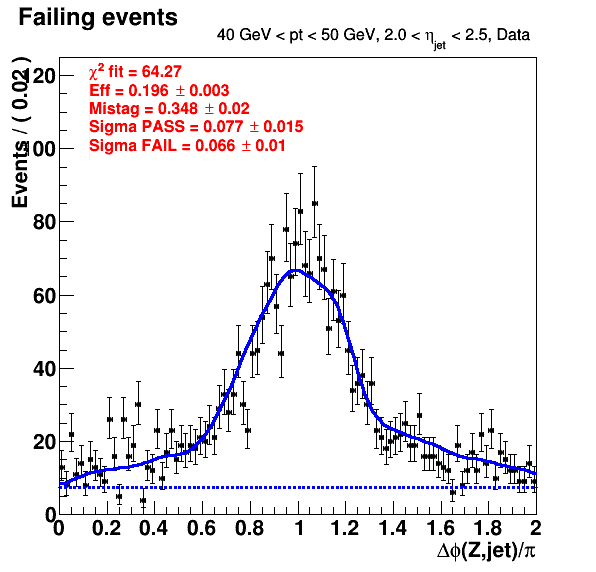 Failing events
40 GeV < pt < 50 GeV, 2.0 < η_jet < 2.5, Data
Events / ( 0.02 )
χ² fit = 64.27
Eff = 0.196 ± 0.003
Mistag = 0.348 ± 0.02
Sigma PASS = 0.077 ± 0.015
Sigma FAIL = 0.066 ± 0.01
120
100
80
60
40
20
0
0 0.2 0.4 0.6 0.8 1 1.2 1.4 1.6 1.8 2
Δφ(Z,jet)/π